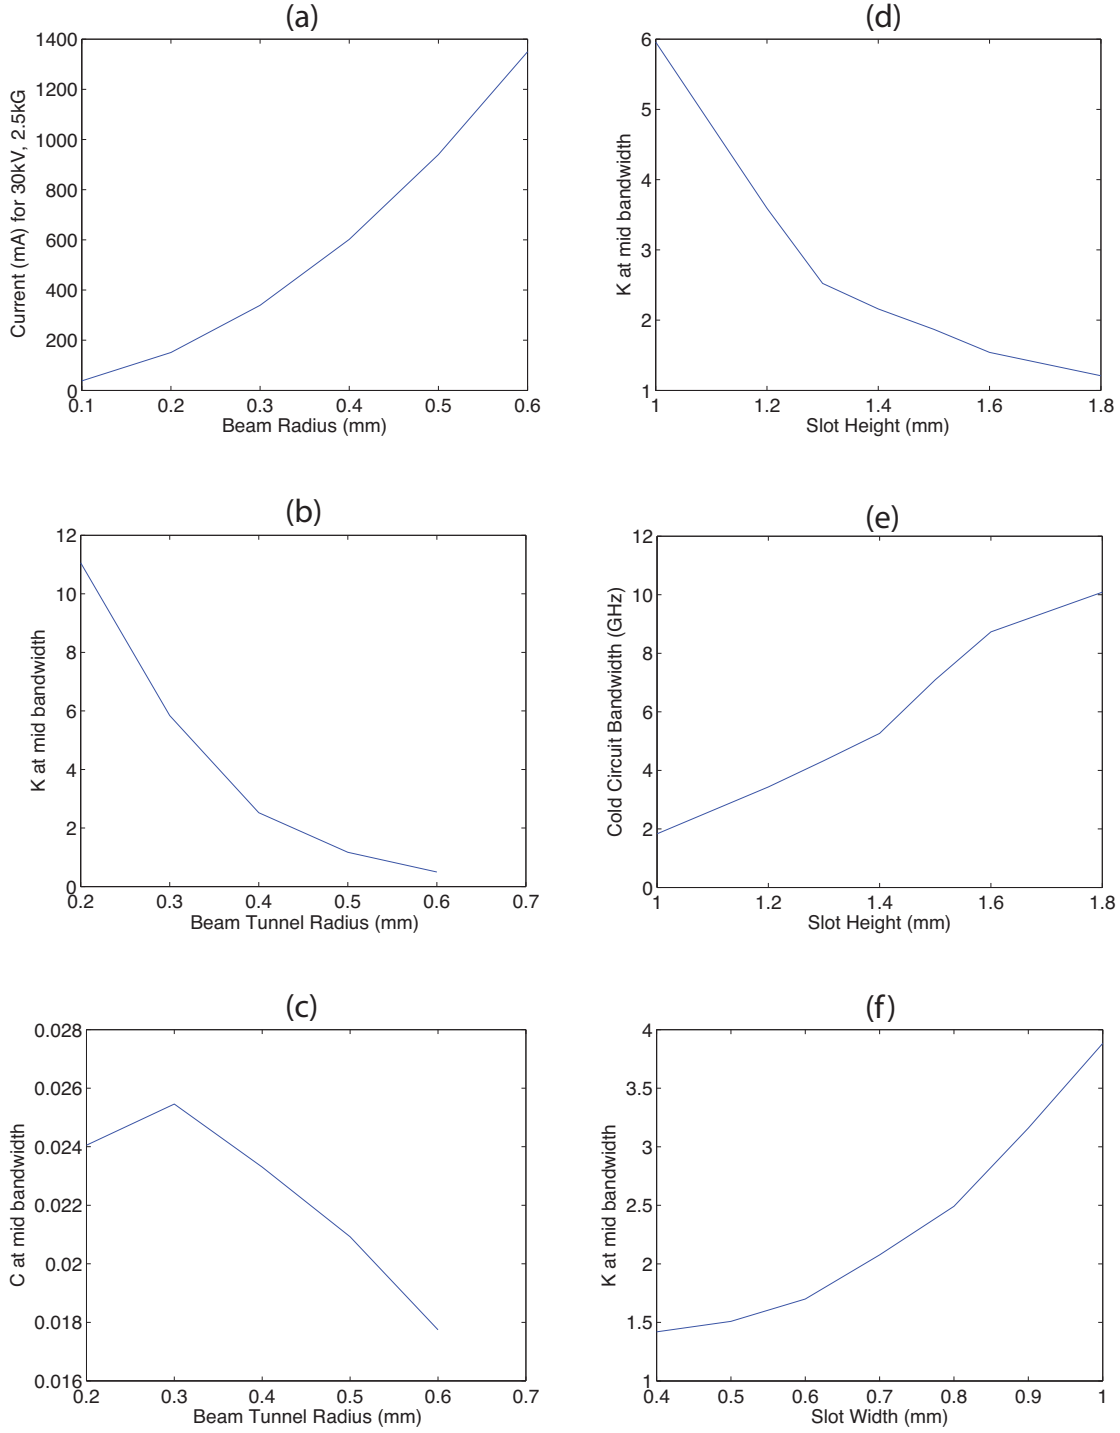 (a)
1400
1200
1000
800
600
400
200
0
0.1 0.2 0.3 0.4 0.5 0.6
Beam Radius (mm)
Current (mA) for 30kV, 2.5kG
(d)
6
5
4
3
2
1
1 1.2 1.4 1.6 1.8
Slot Height (mm)
K at mid bandwidth
(b)
12
10
8
6
4
2
0
0.2 0.3 0.4 0.5 0.6 0.7
Beam Tunnel Radius (mm)
K at mid bandwidth
(e)
12
10
8
6
4
2
0
1 1.2 1.4 1.6 1.8
Slot Height (mm)
Cold Circuit Bandwidth (GHz)
(c)
0.028
0.026
0.024
0.022
0.02
0.018
0.016
0.2 0.3 0.4 0.5 0.6 0.7
Beam Tunnel Radius (mm)
C at mid bandwidth
(f)
4
3.5
3
2.5
2
1.5
1
0.4 0.5 0.6 0.7 0.8 0.9 1
Slot Width (mm)
K at mid bandwidth